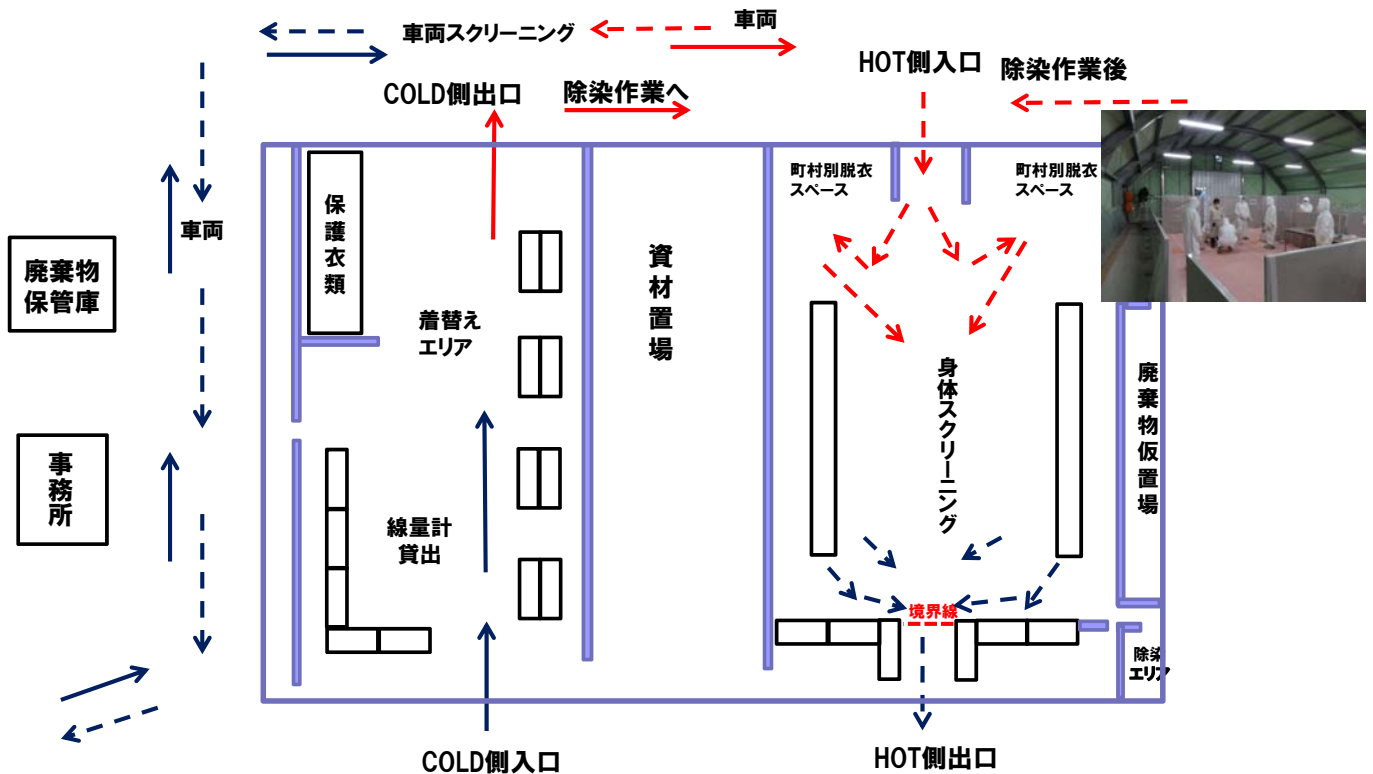 車両スクリーニング
車両
COLD側出口
除染作業へ
HOT側入口
除染作業後
車両
廃棄物
保管庫
事務所
保護衣類
着替え
エリア
線量計
貸出
資材置場
町村別脱衣
スペース
町村別脱衣
スペース
身体スクリーニング
廃棄物仮置場
境界線
除染
エリア
COLD側入口
HOT側出口